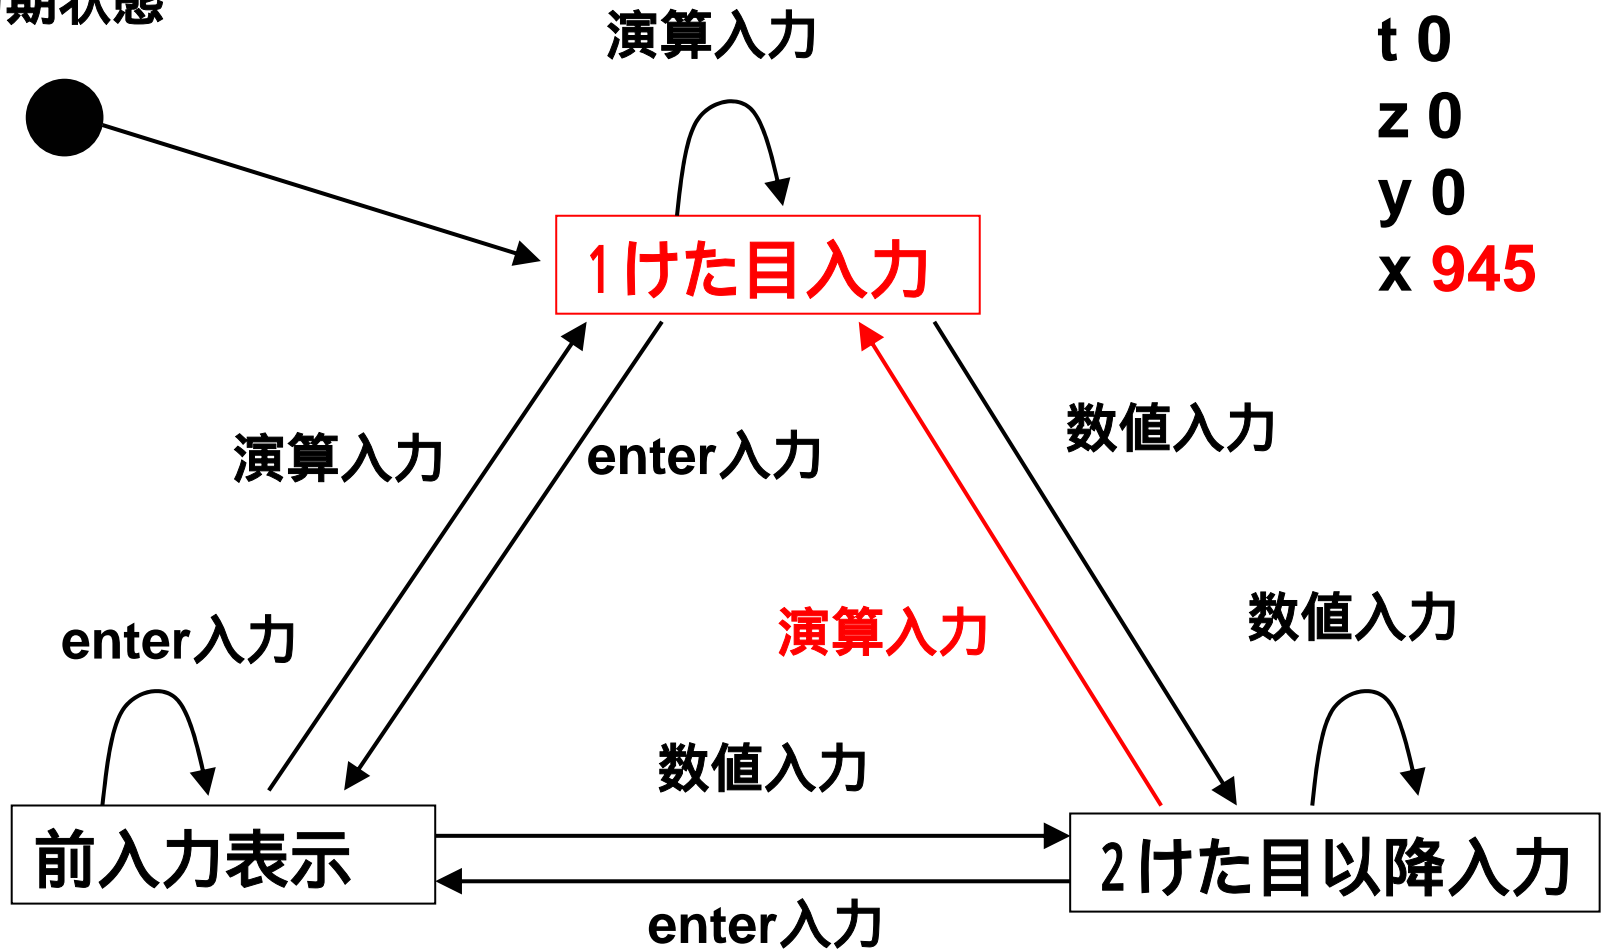 期状態
演算入力
t 0
z 0
y 0
x 945
1けた目入力
演算入力
enter入力
数値入力
enter入力
演算入力
数値入力
数値入力
前入力表示
2けた目以降入力
enter入力